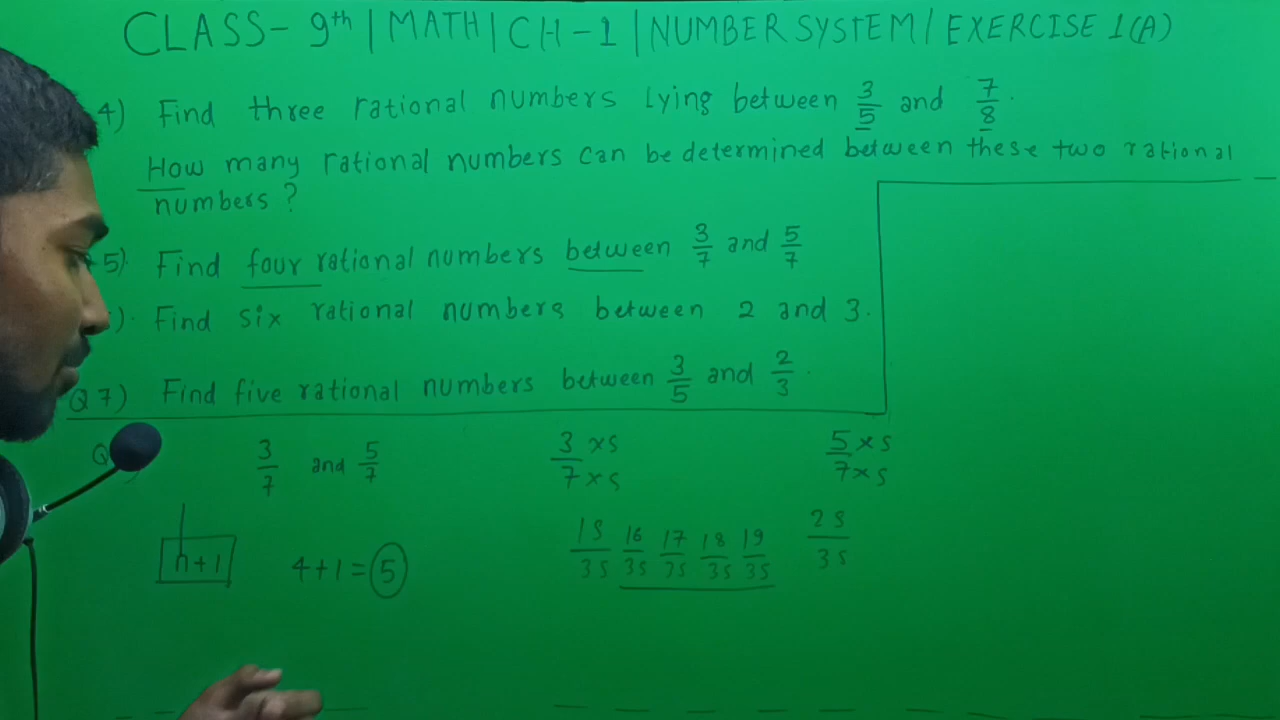 CLASS- 9th | MATH | CH-1 | NUMBER SYSTEM / EXERCISE 1(A)
4) Find three rational numbers lying between 3/5 and 7/8.
How many rational numbers can be determined between these two rational
numbers ?
5). Find four rational numbers between 3/7 and 5/7
). Find six rational numbers between 2 and 3.
Q7) Find five rational numbers between 3/5 and 2/3.
Q 3/7 and 5/7 3×5/7×5 5×5/7×5
n+1 4+1=5 15/35 16/35 17/35 18/35 19/35 25/35